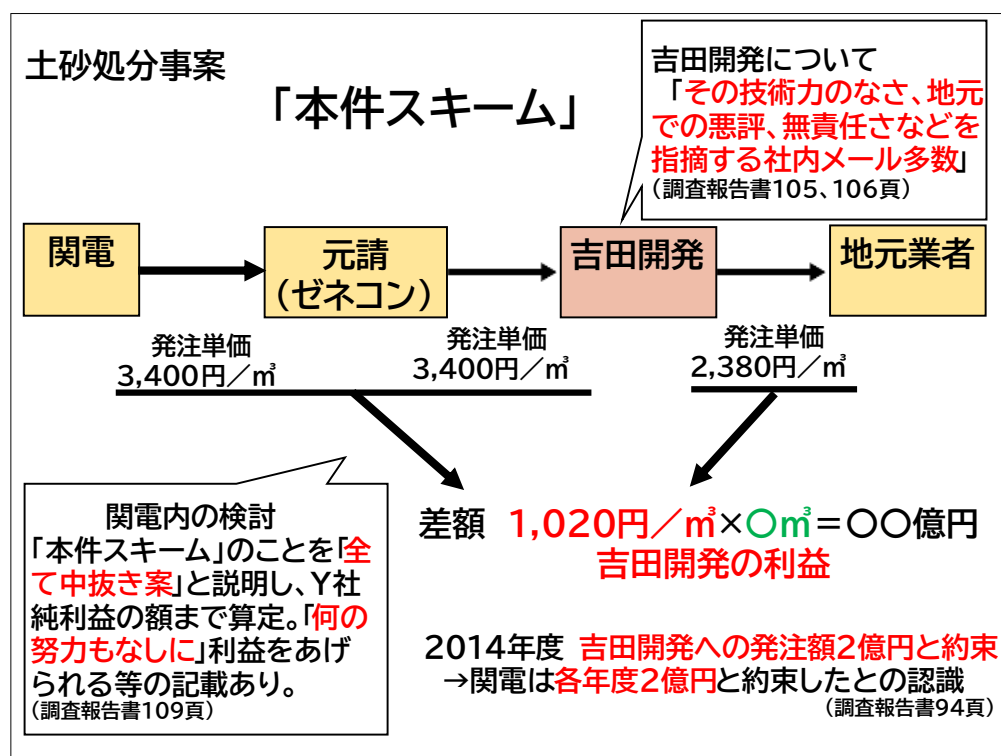 土砂処分事案
「本件スキーム」
吉田開発について
「その技術力のなさ、地元
での悪評、無責任さなどを
指摘する社内メール多数」
(調査報告書105、106頁)
関電
元請
(ゼネコン)
吉田開発
地元業者
発注単価
3,400円／㎥
発注単価
3,400円／㎥
発注単価
2,380円／㎥
関電内の検討
「本件スキーム」のことを「全
て中抜き案」と説明し、Y社
純利益の額まで算定。「何の
努力もなしに」利益をあげ
られる等の記載あり。
(調査報告書109頁)
差額 1,020円／㎥×〇㎥＝〇〇億円
吉田開発の利益
2014年度 吉田開発への発注額2億円と約束
→関電は各年度2億円と約束したとの認識
(調査報告書94頁)